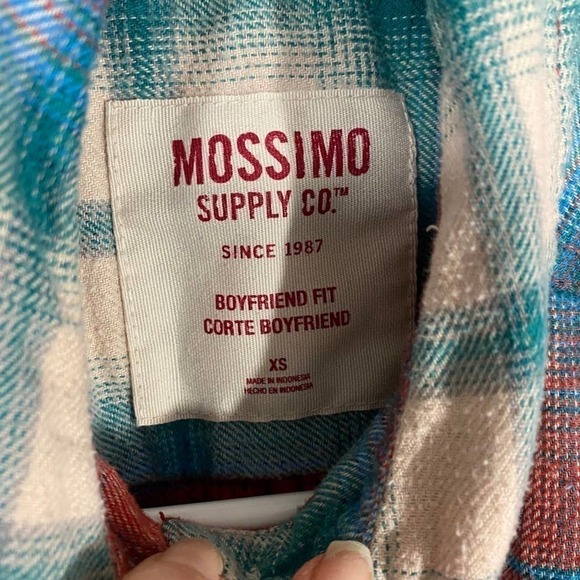 MOSSIMO
SUPPLY CO.™
SINCE 1987
BOYFRIEND FIT
CORTE BOYFRIEND
XS
MADE IN INDONESIA
HECHO EN INDONESIA